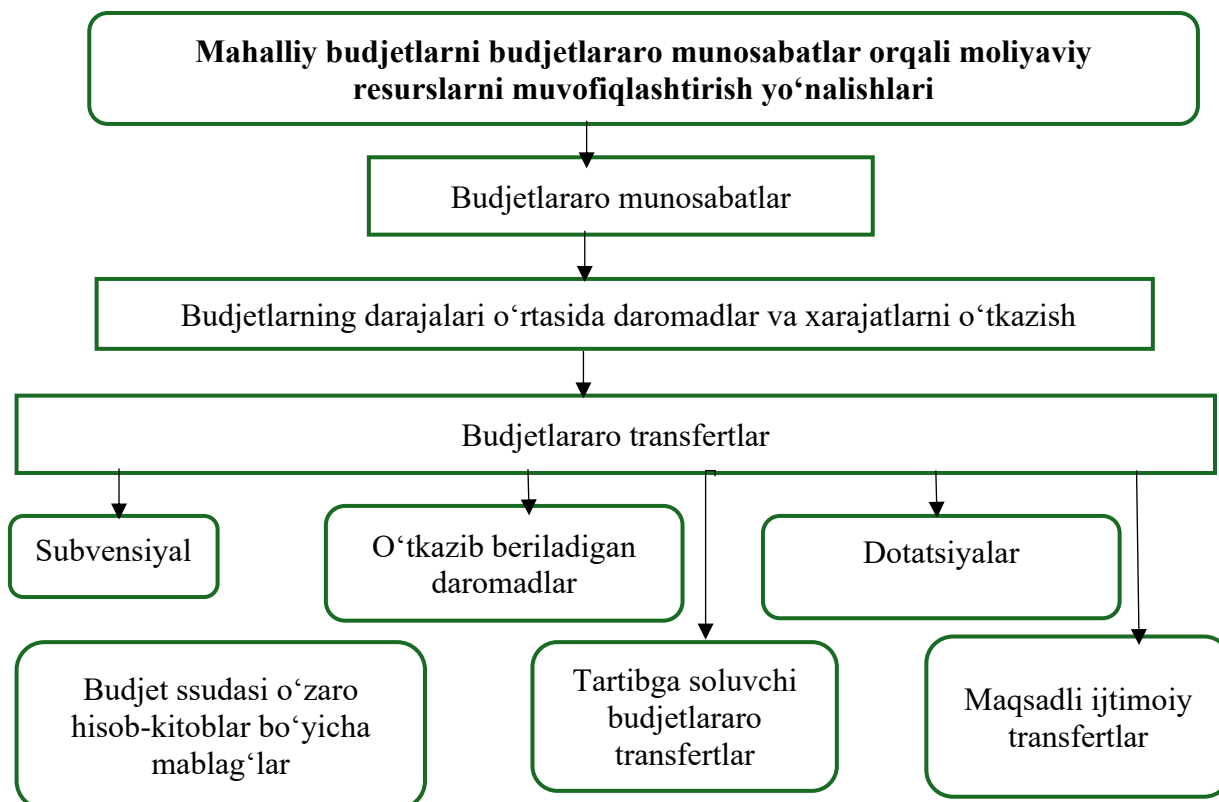 Mahalliy budjetlarni budjetlararo munosabatlar orqali moliyaviy
resurslarni muvofiqlashtirish yo‘nalishlari
Budjetlararo munosabatlar
Budjetlarning darajalari o‘rtasida daromadlar va xarajatlarni o‘tkazish
Budjetlararo transfertlar
Subvensiyal
O‘tkazib beriladigan
daromadlar
Dotatsiyalar
Budjet ssudasi o‘zaro
hisob-kitoblar bo‘yicha
mablag‘lar
Tartibga soluvchi
budjetlararo
transfertlar
Maqsadli ijtimoiy
transfertlar